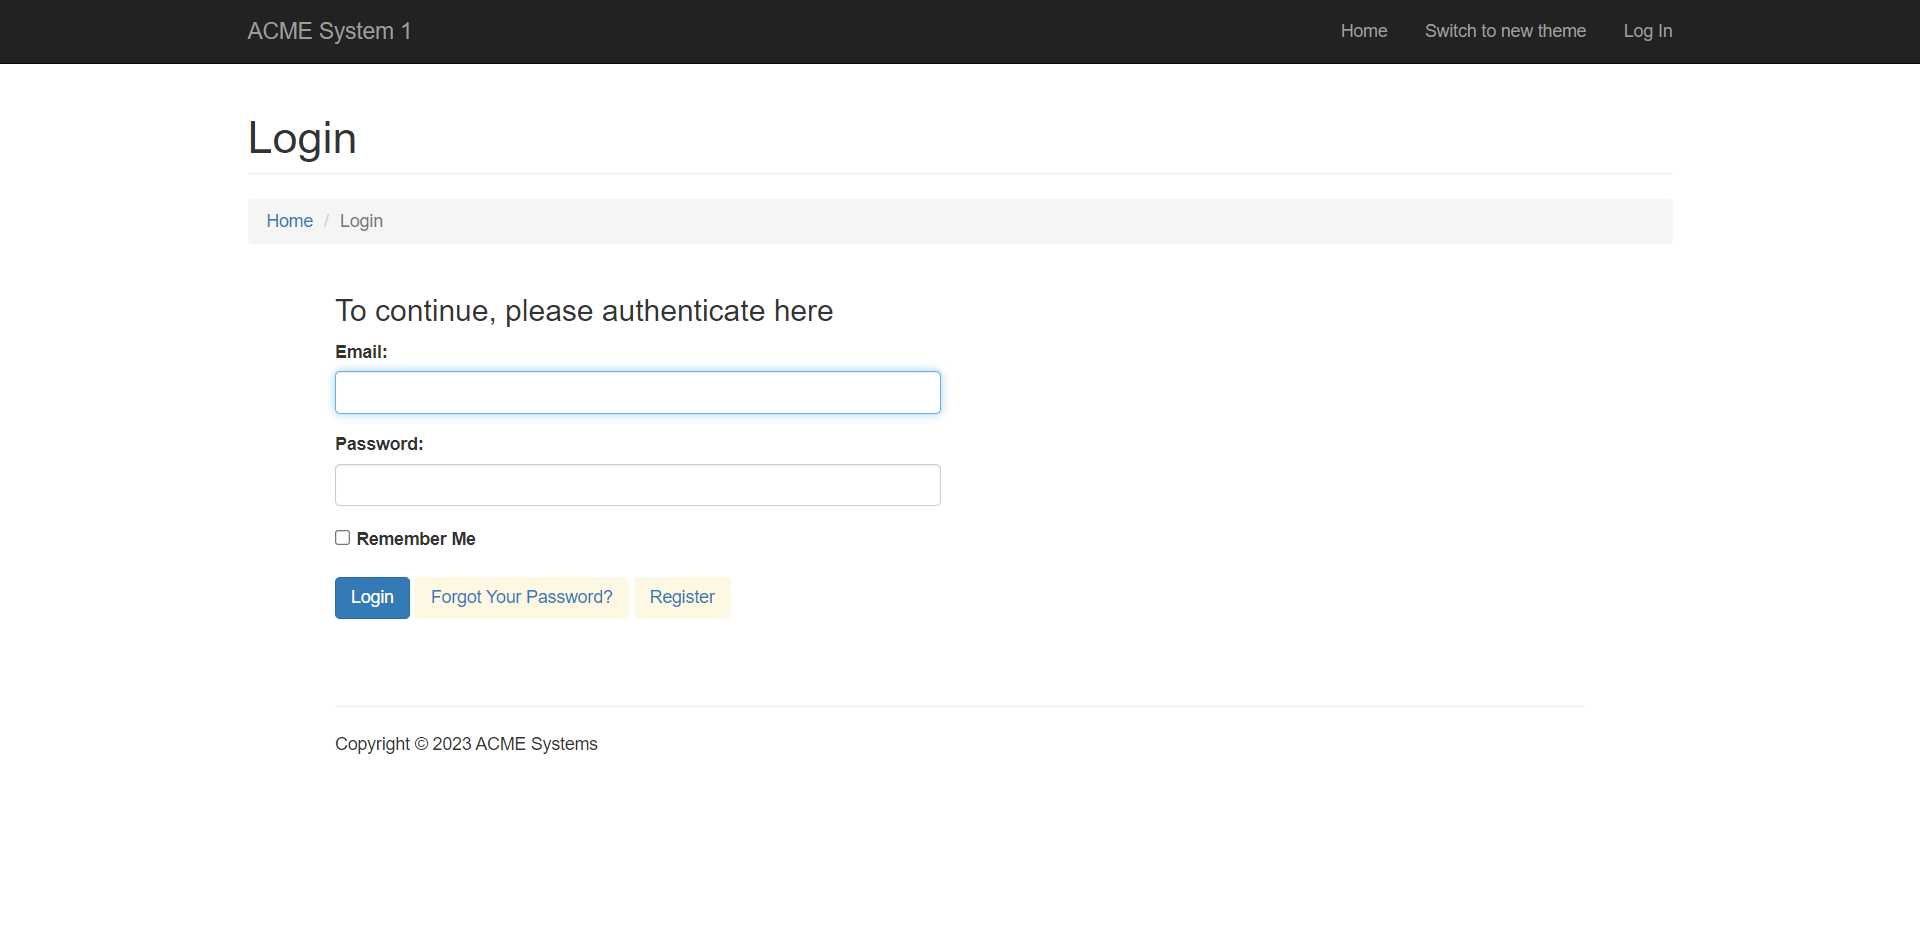 ACME System 1 Home Switch to new theme Log In
Login
Home / Login
To continue, please authenticate here
Email:
Password:
Remember Me
Login Forgot Your Password? Register
Copyright © 2023 ACME Systems